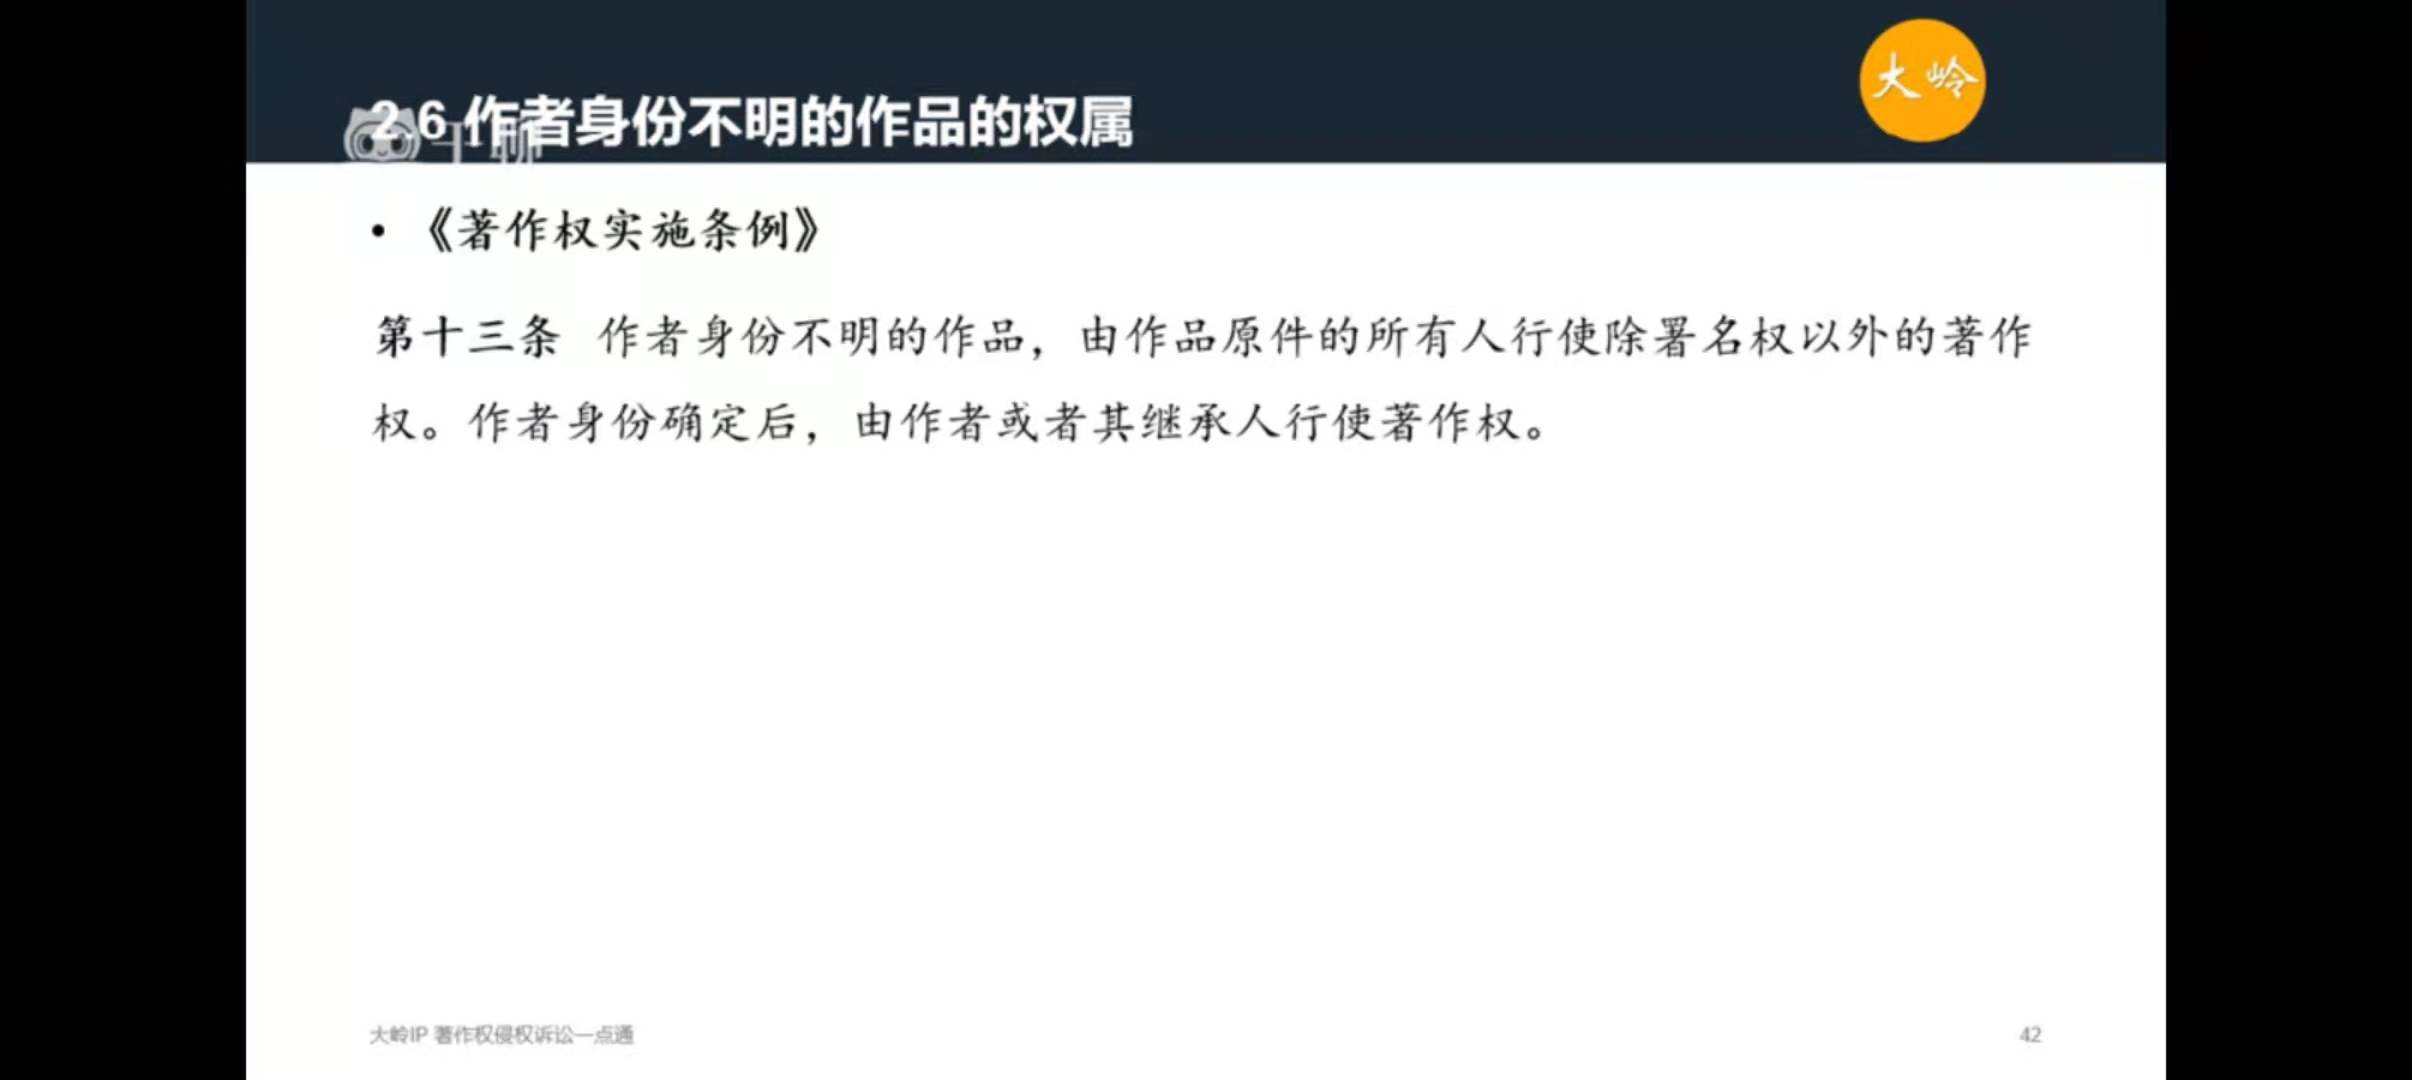 大岭
2.6 作者身份不明的作品的权属
千聊
• 《著作权实施条例》
第十三条 作者身份不明的作品，由作品原件的所有人行使除署名权以外的著作
权。作者身份确定后，由作者或者其继承人行使著作权。
大岭IP 著作权侵权诉讼一点通
42